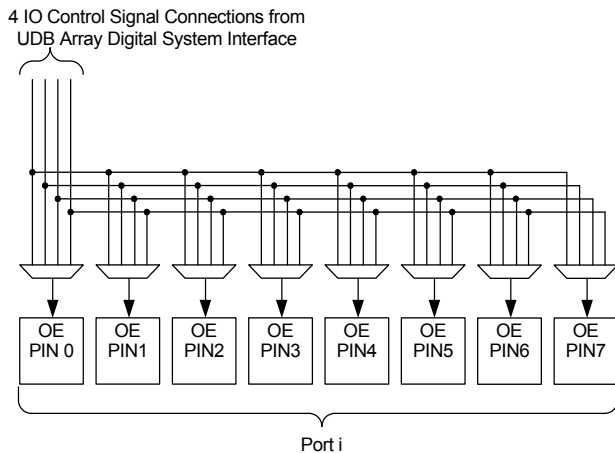 4 IO Control Signal Connections from
UDB Array Digital System Interface
OE OE OE OE OE OE OE OE
PIN 0 PIN1 PIN2 PIN3 PIN4 PIN5 PIN6 PIN7
Port i